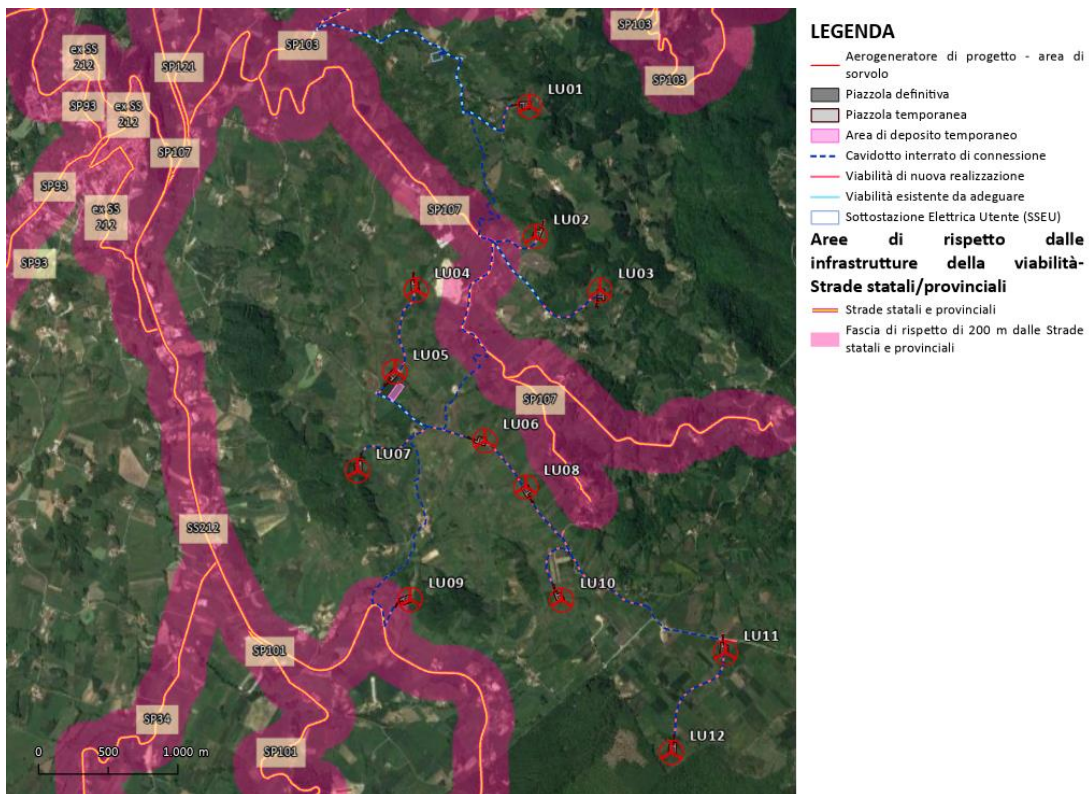 SP103
SP103
SP103
ex SS
212
SP121
SP93
ex SS
212
SP107
SP93
ex SS
212
SP93
SP107
LU01
LU02
LU03
LU04
LU05
SP107
LU06
LU07
LU08
SS212
LU09
LU10
SP101
LU11
SP34
SP101
LU12
0 500 1.000 m
LEGENDA
Aerogeneratore di progetto - area di
sorvolo
Piazzola definitiva
Piazzola temporanea
Area di deposito temporaneo
Cavidotto interrato di connessione
Viabilità di nuova realizzazione
Viabilità esistente da adeguare
Sottostazione Elettrica Utente (SSEU)
Aree di rispetto dalle
infrastrutture della viabilità-
Strade statali/provinciali
Strade statali e provinciali
Fascia di rispetto di 200 m dalle Strade
statali e provinciali